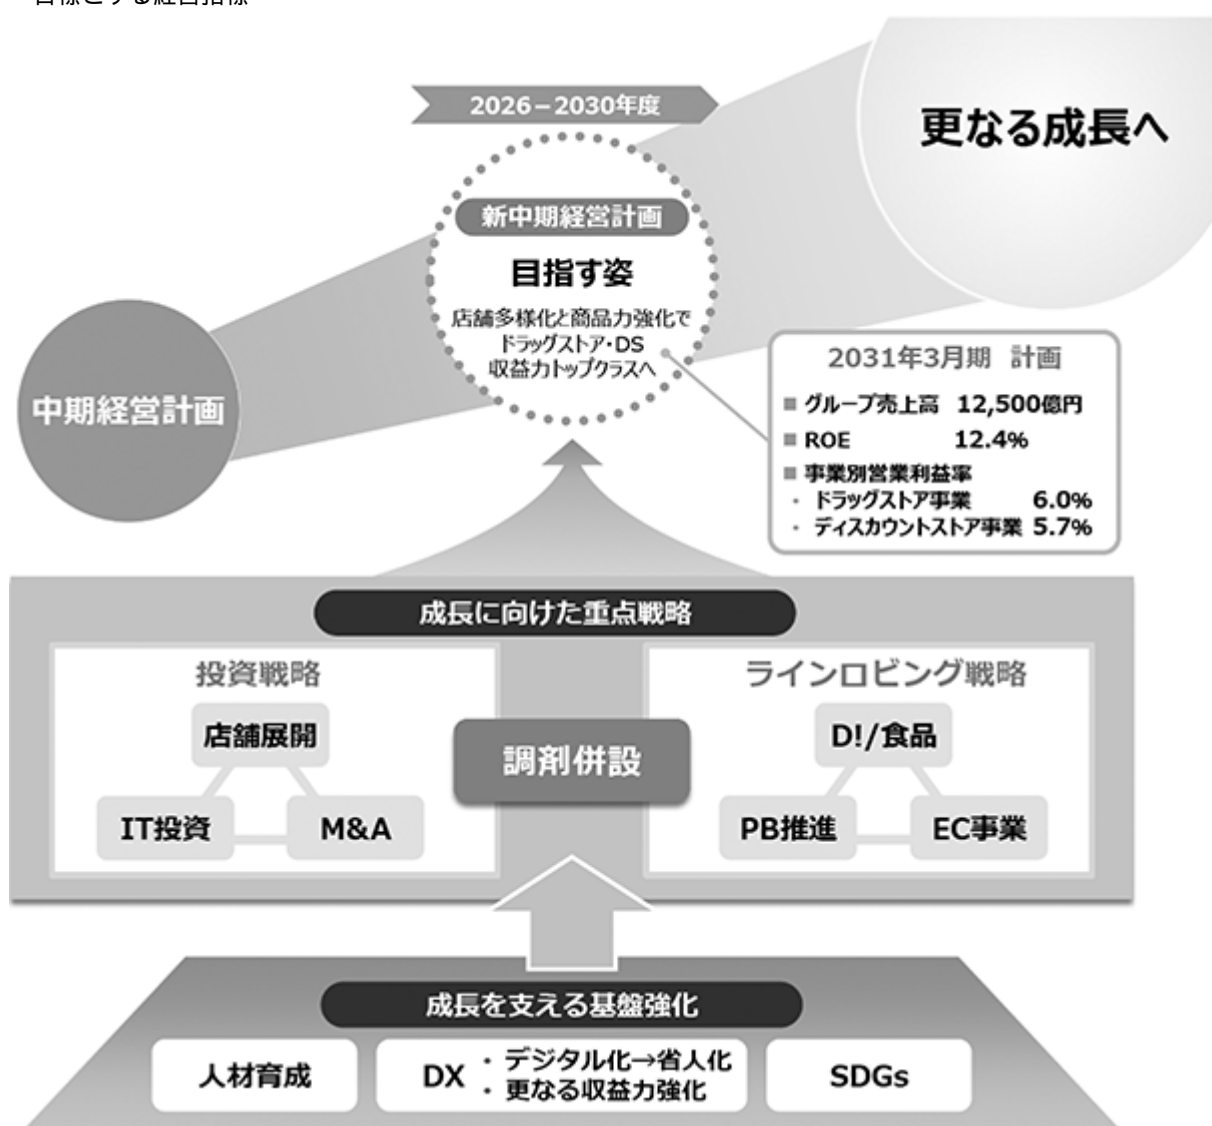 目標とする経営指標
2026－2030年度
更なる成長へ
新中期経営計画
目指す姿
店舗多様化と商品力強化で
ドラッグストア・DS
収益力トップクラスへ
中期経営計画
2031年3月期 計画
■ グループ売上高 12,500億円
■ ROE 12.4%
■ 事業別営業利益率
・ ドラッグストア事業 6.0%
・ ディスカウントストア事業 5.7%
成長に向けた重点戦略
投資戦略
店舗展開
IT投資
M&A
調剤併設
ラインロビング戦略
D!/食品
PB推進
EC事業
成長を支える基盤強化
人材育成
DX
・ デジタル化→省人化
・ 更なる収益力強化
SDGs